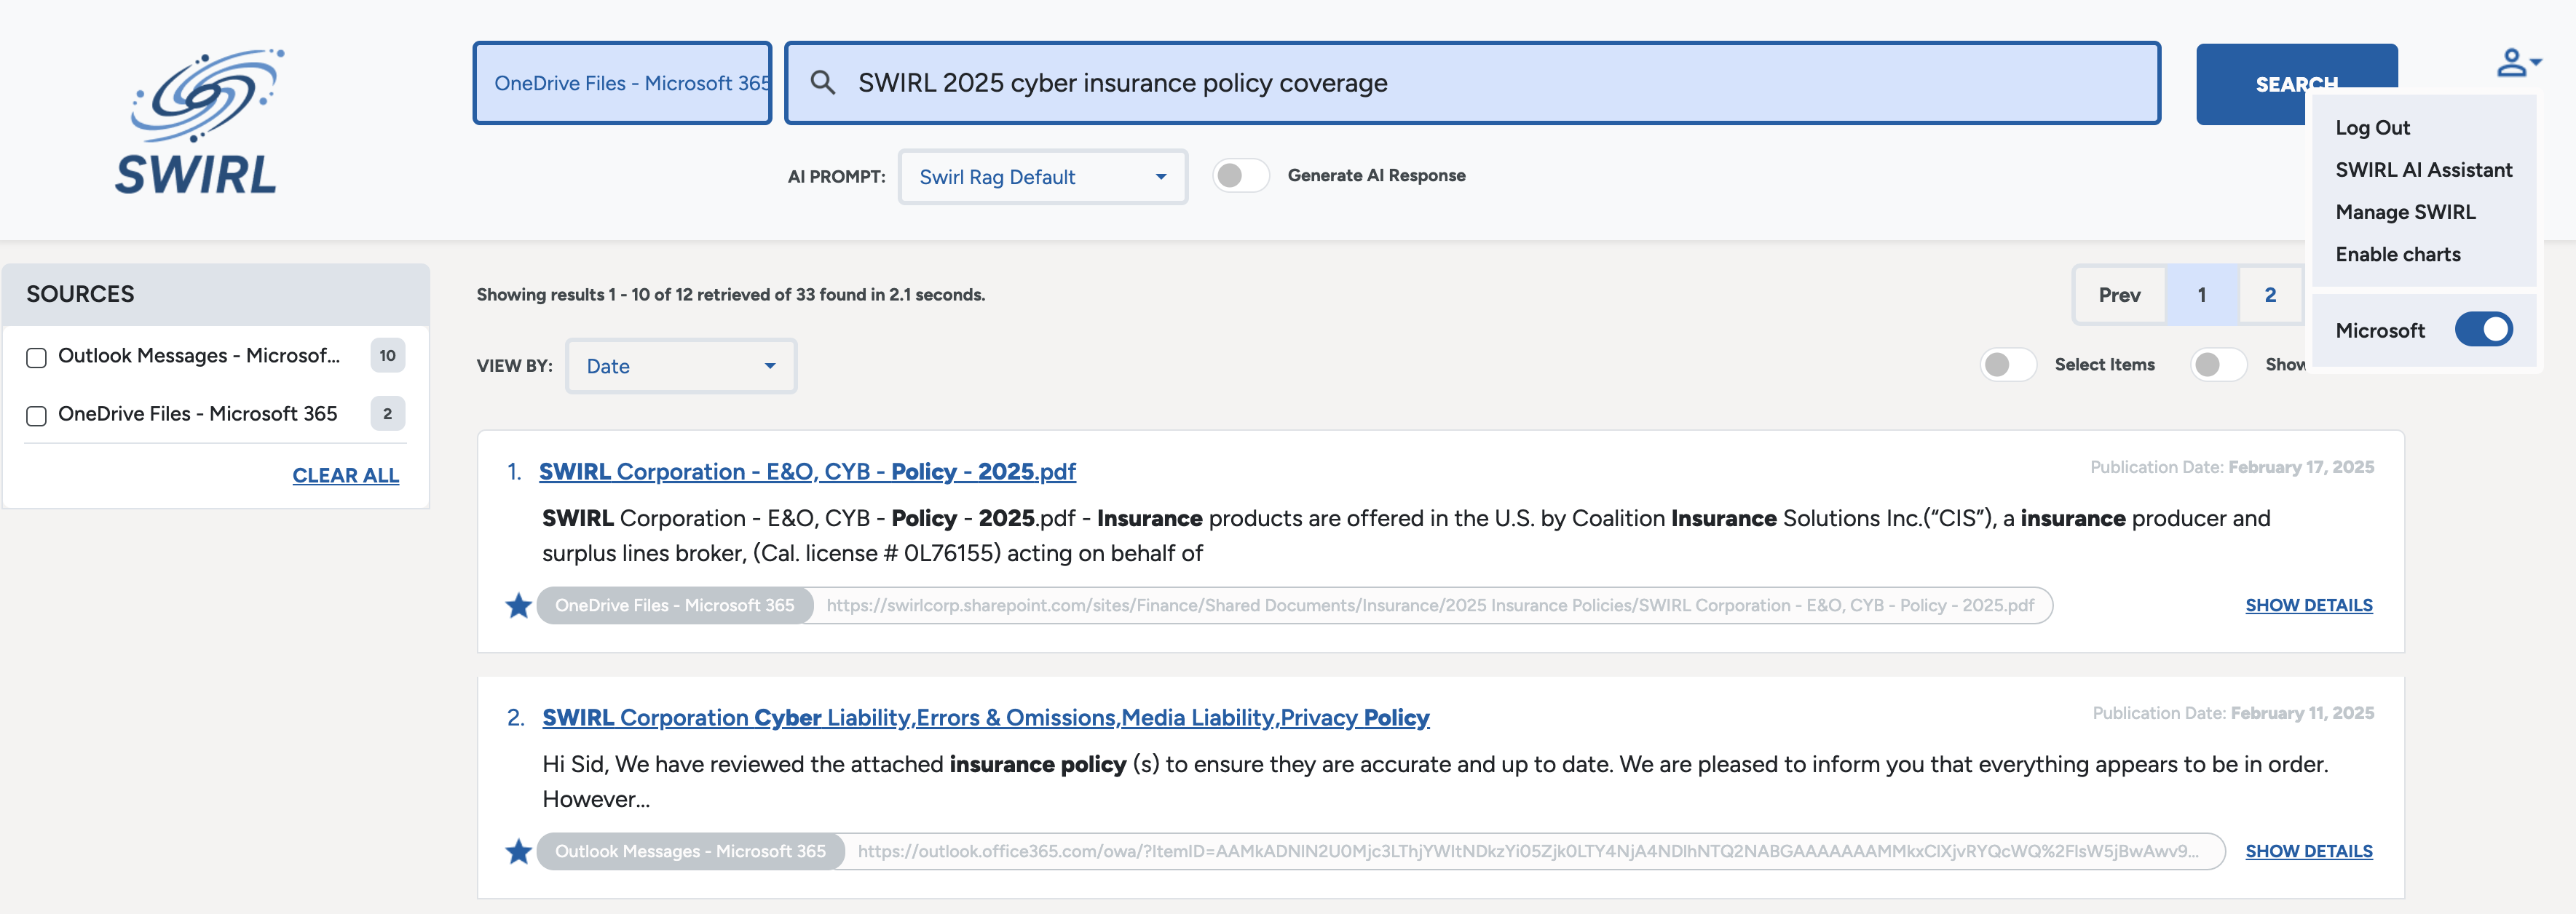 SWIRL
OneDrive Files - Microsoft 365
SWIRL 2025 cyber insurance policy coverage
SEARCH
AI PROMPT:
Swirl Rag Default
Generate AI Response
Log Out
SWIRL AI Assistant
Manage SWIRL
Enable charts
Microsoft
SOURCES
Outlook Messages - Microsof... 10
OneDrive Files - Microsoft 365 2
CLEAR ALL
Showing results 1 - 10 of 12 retrieved of 33 found in 2.1 seconds.
Prev 1 2
VIEW BY: Date
Select Items
Show
1. SWIRL Corporation - E&O, CYB - Policy - 2025.pdf
Publication Date: February 17, 2025
SWIRL Corporation - E&O, CYB - Policy - 2025.pdf - Insurance products are offered in the U.S. by Coalition Insurance Solutions Inc.(“CIS”), a insurance producer and
surplus lines broker, (Cal. license # 0L76155) acting on behalf of
OneDrive Files - Microsoft 365 https://swirlcorp.sharepoint.com/sites/Finance/Shared Documents/Insurance/2025 Insurance Policies/SWIRL Corporation - E&O, CYB - Policy - 2025.pdf
SHOW DETAILS
2. SWIRL Corporation Cyber Liability,Errors & Omissions,Media Liability,Privacy Policy
Publication Date: February 11, 2025
Hi Sid, We have reviewed the attached insurance policy (s) to ensure they are accurate and up to date. We are pleased to inform you that everything appears to be in order.
However...
Outlook Messages - Microsoft 365
SHOW DETAILS